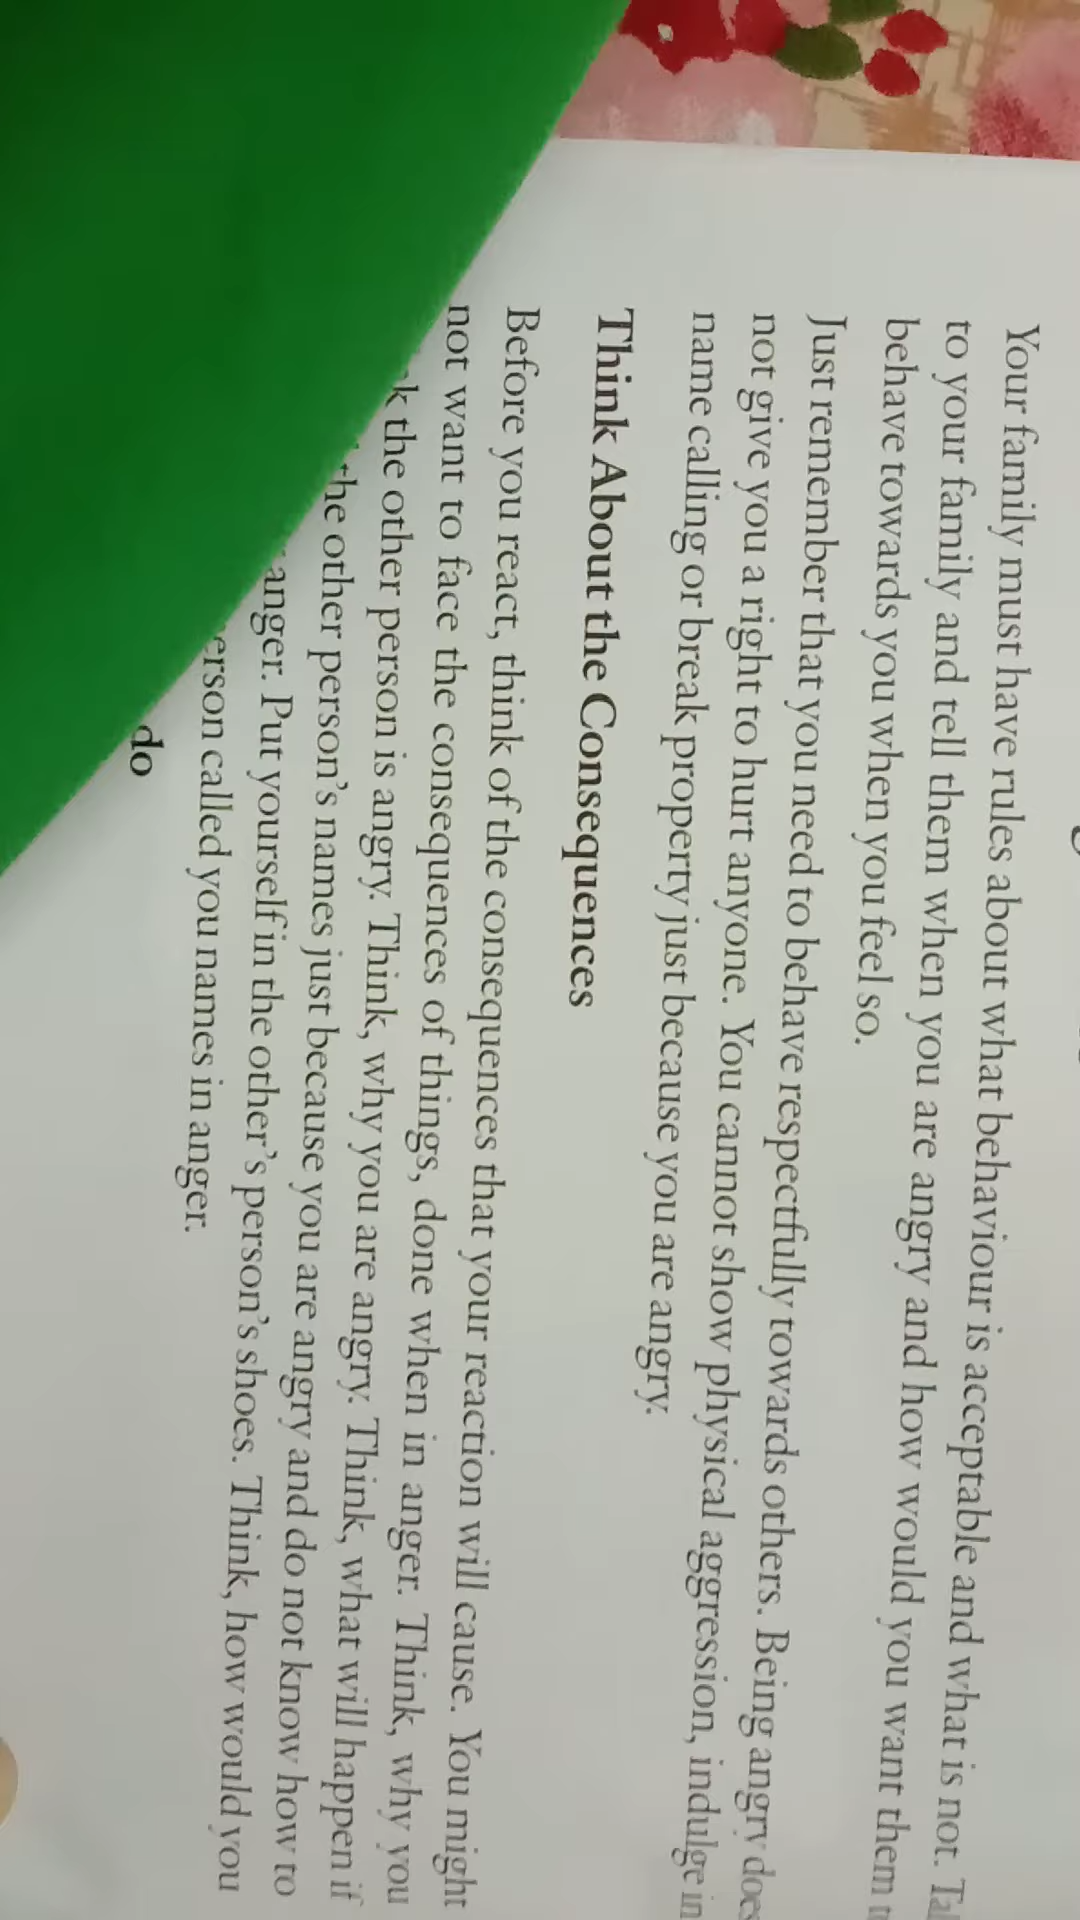 Your family must have rules about what behaviour is acceptable and what is not.
to your family and tell them when you are angry and how would you want them
behave towards you when you feel so.
Just remember that you need to behave respectfully towards others. Being angry does
not give you a right to hurt anyone. You cannot show physical aggression, indulge in
name calling or break property just because you are angry.
Think About the Consequences
Before you react, think of the consequences that your reaction will cause. You might
not want to face the consequences of things, done when in anger. Think, why you
the other person is angry. Think, why you are angry. Think, what will happen if
the other person's names just because you are angry and do not know how to
anger. Put yourself in the other's person's shoes. Think, how would you
called you names in anger.
do